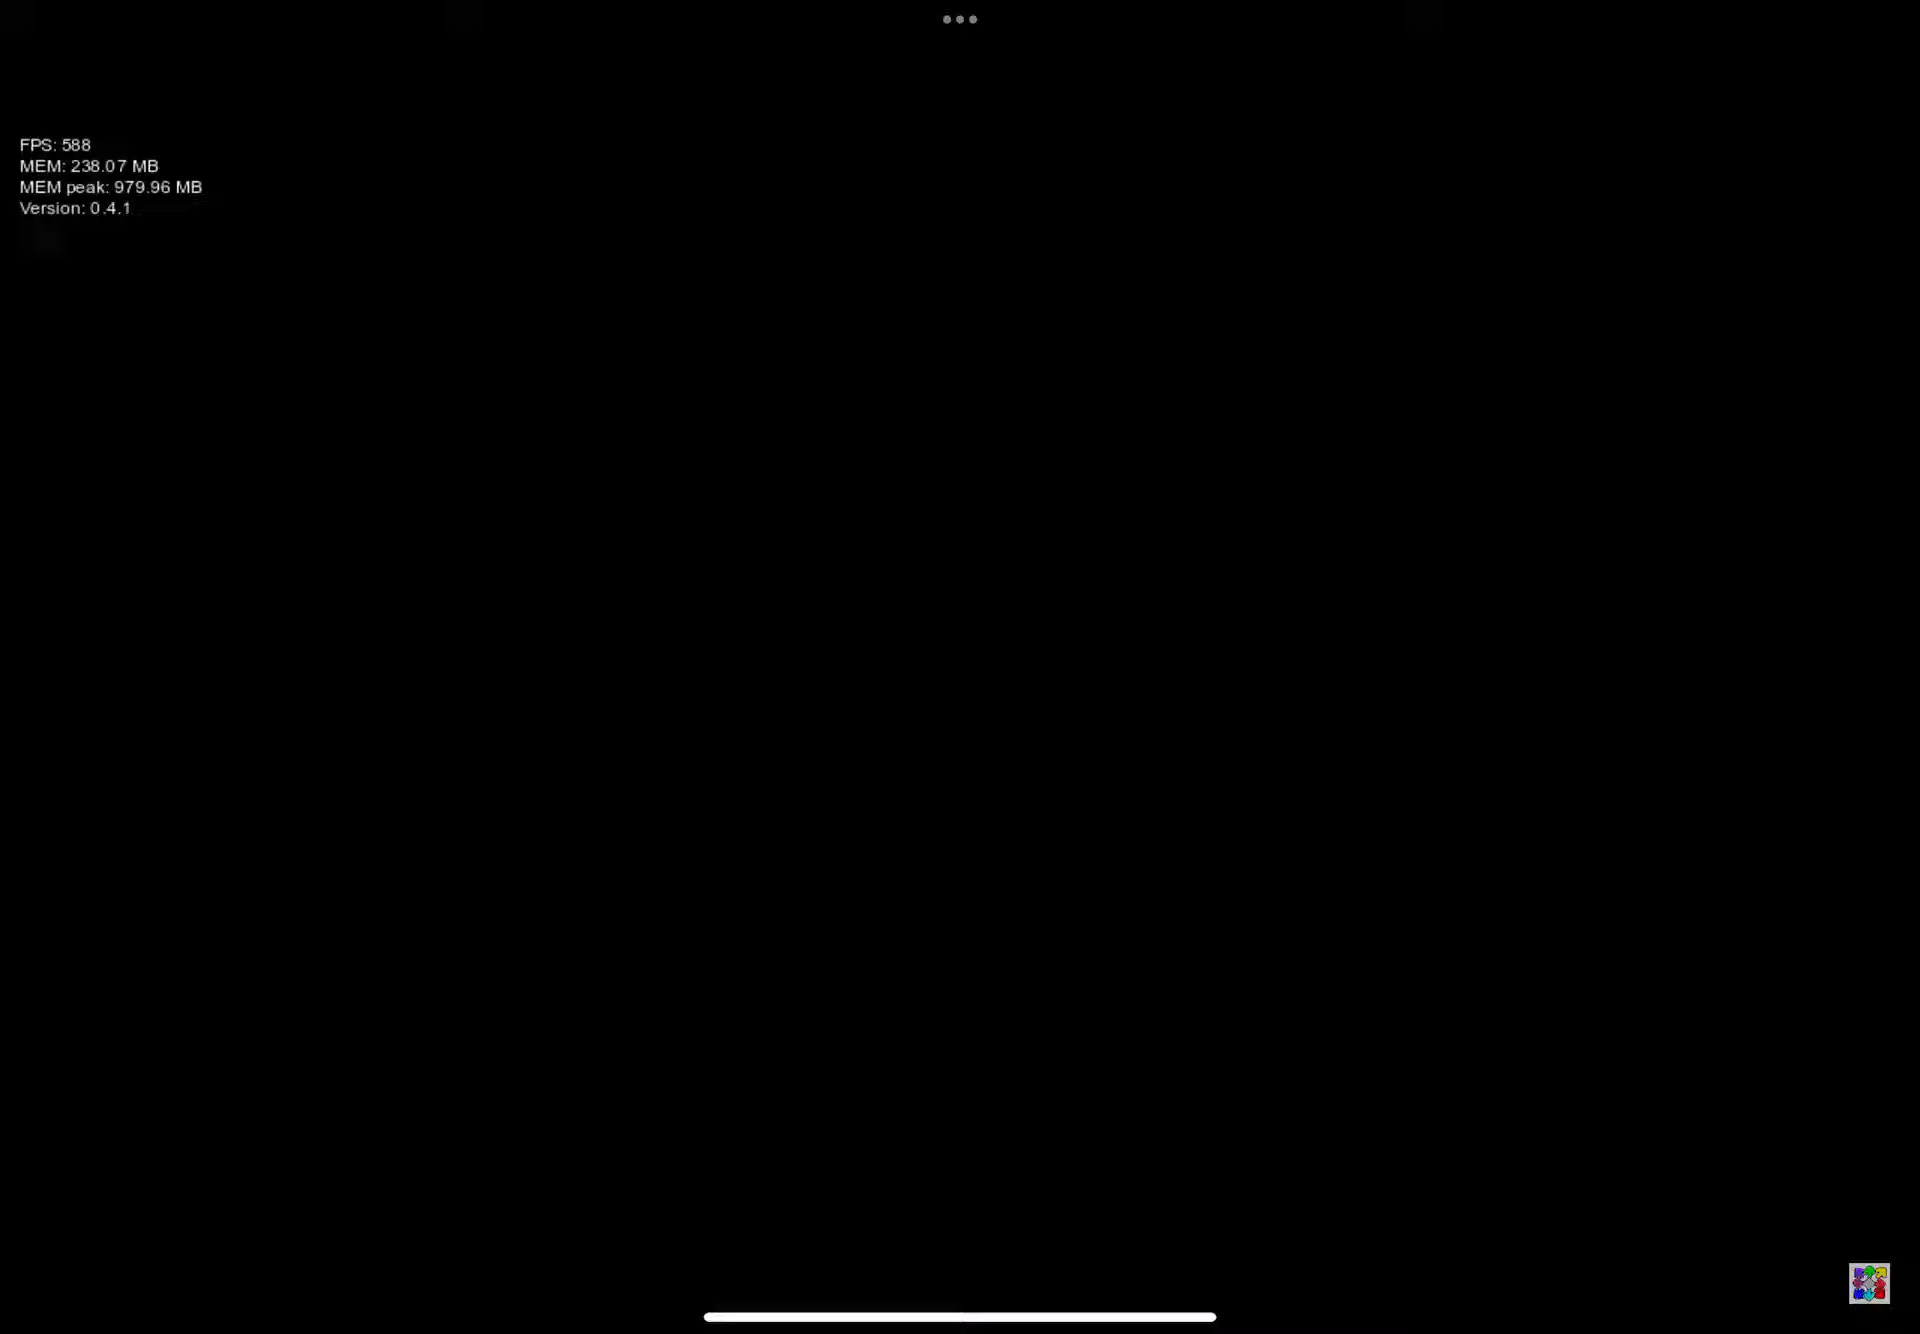 FPS: 588
MEM: 238.07 MB
MEM peak: 979.96 MB
Version: 0.4.1